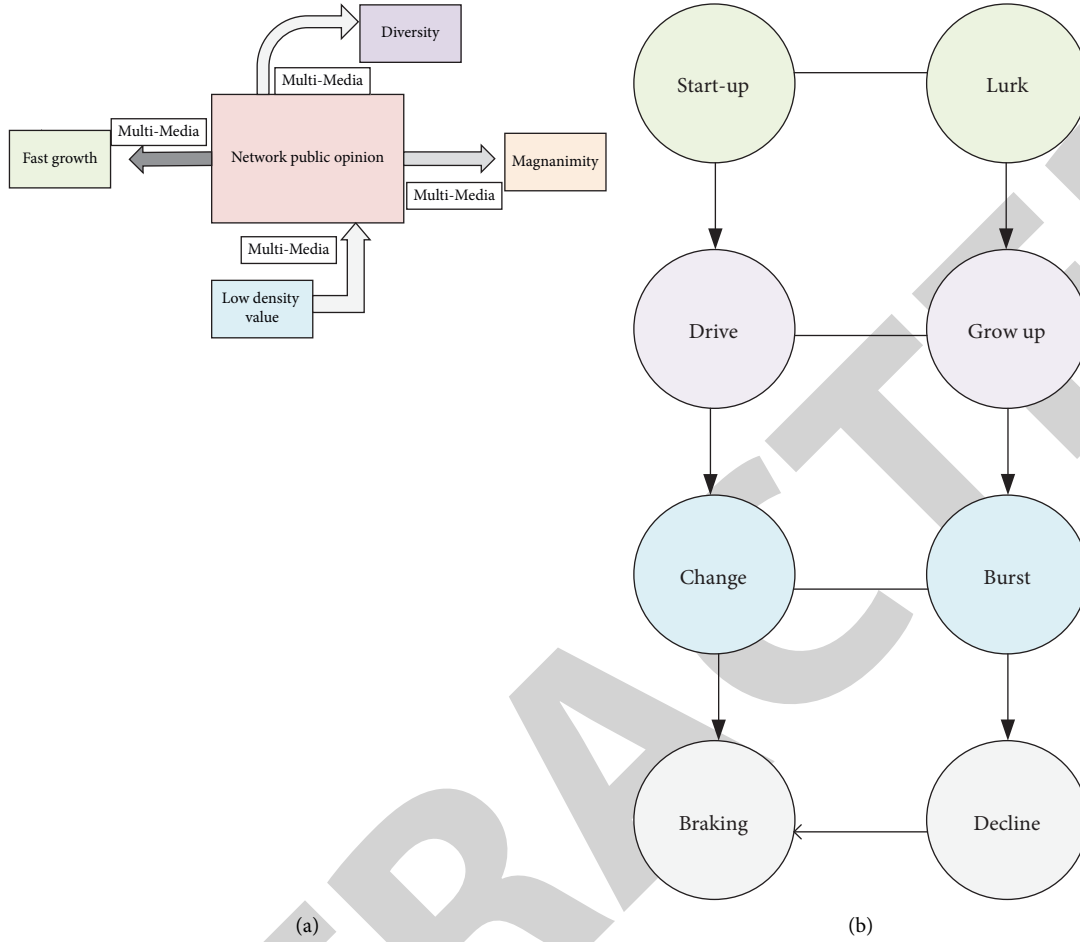 Diversity
Multi-Media
Multi-Media
Fast growth
Network public opinion
Magnanimity
Multi-Media
Multi-Media
Low density
value
(a)
Start-up
Lurk
Drive
Grow up
Change
Burst
Braking
Decline
(b)